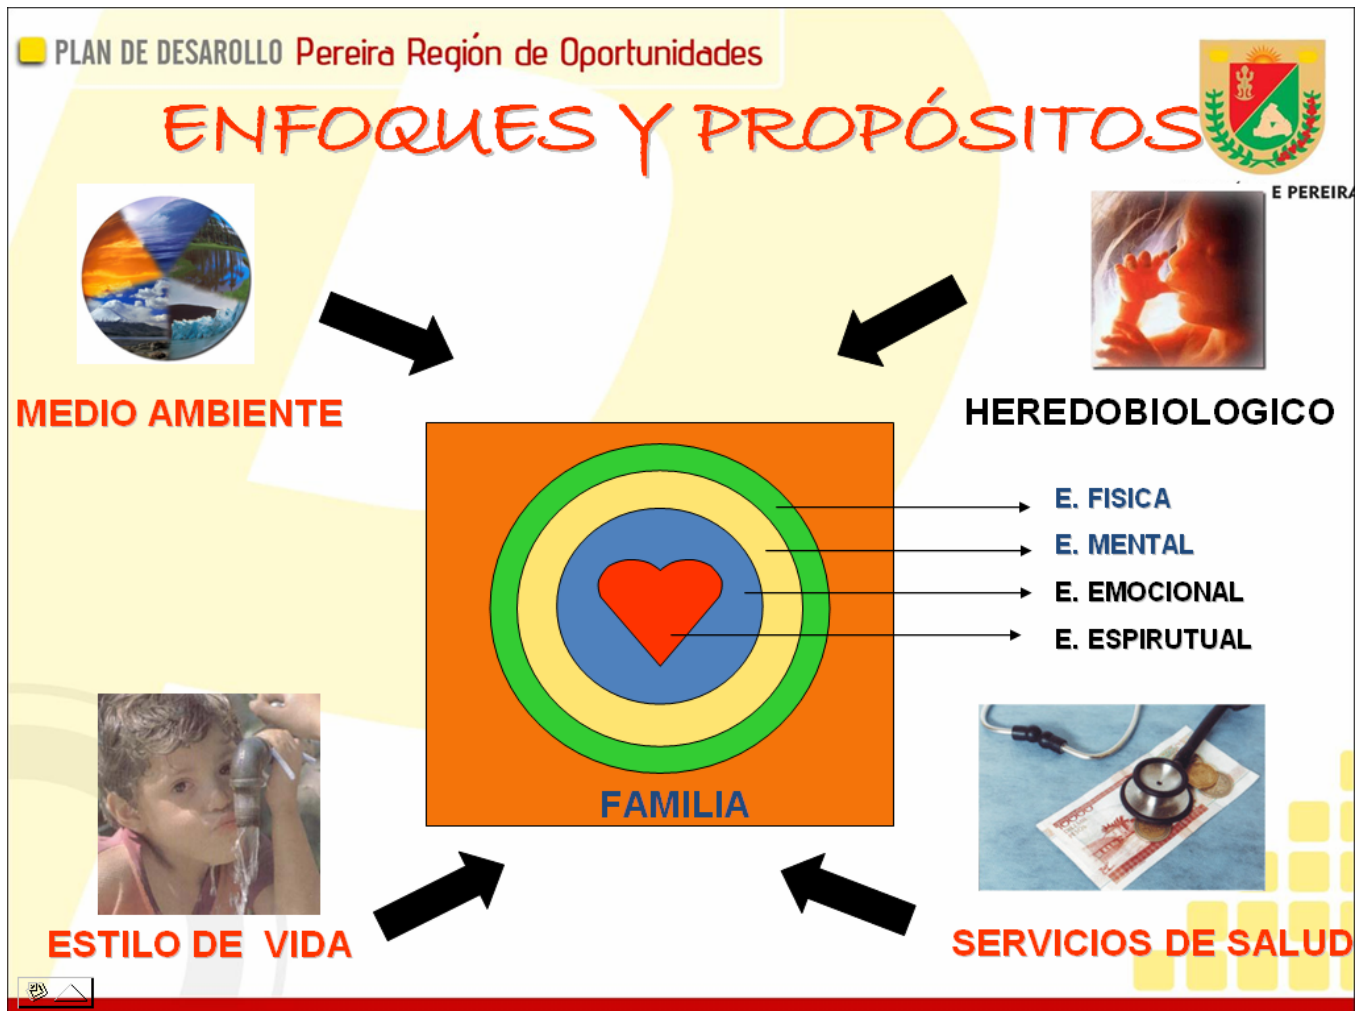 PLAN DE DESAROLLO Pereira Región de Oportunidades
ENFOQUES Y PROPÓSITOS
E PEREIRA
MEDIO AMBIENTE
HEREDOBIOLOGICO
E. FISICA
E. MENTAL
E. EMOCIONAL
E. ESPIRUTUAL
FAMILIA
ESTILO DE VIDA
SERVICIOS DE SALUD